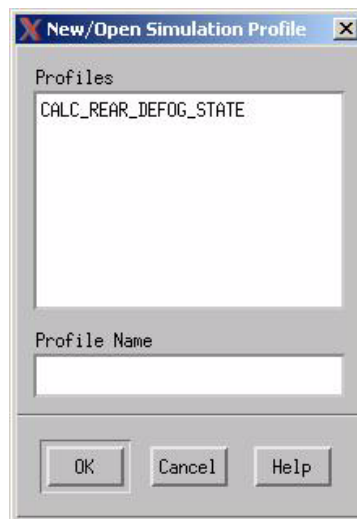 New/Open Simulation Profile
Profiles
CALC_REAR_DEFOG_STATE
Profile Name
OK Cancel Help